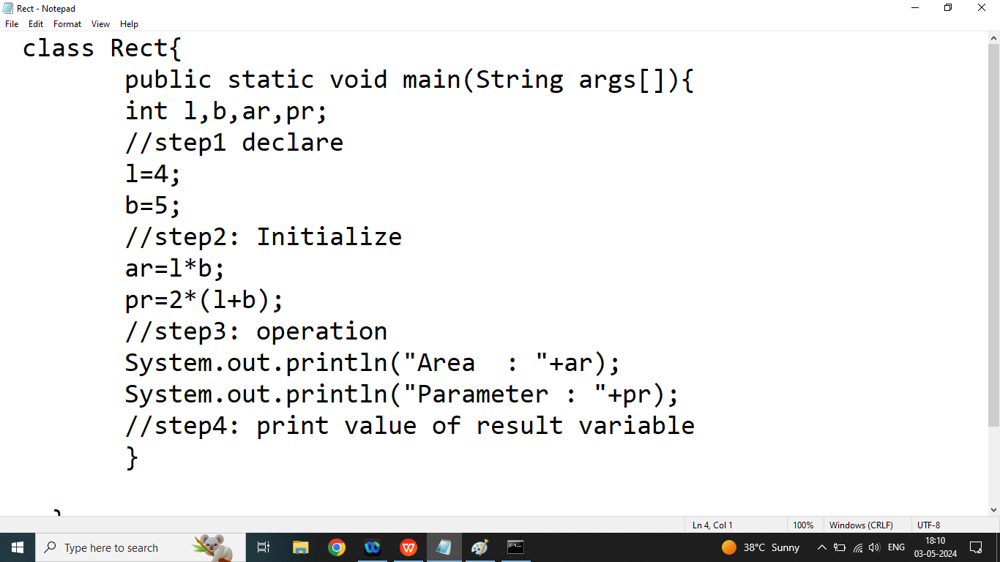 Rect - Notepad
File Edit Format View Help
class Rect{
public static void main(String args[]){
int l,b,ar,pr;
//step1 declare
l=4;
b=5;
//step2: Initialize
ar=l*b;
pr=2*(l+b);
//step3: operation
System.out.println("Area  : "+ar);
System.out.println("Parameter : "+pr);
//step4: print value of result variable
}
}
Ln 4, Col 1 100% Windows (CRLF) UTF-8
Type here to search
38°C Sunny
ENG
18:10
03-05-2024